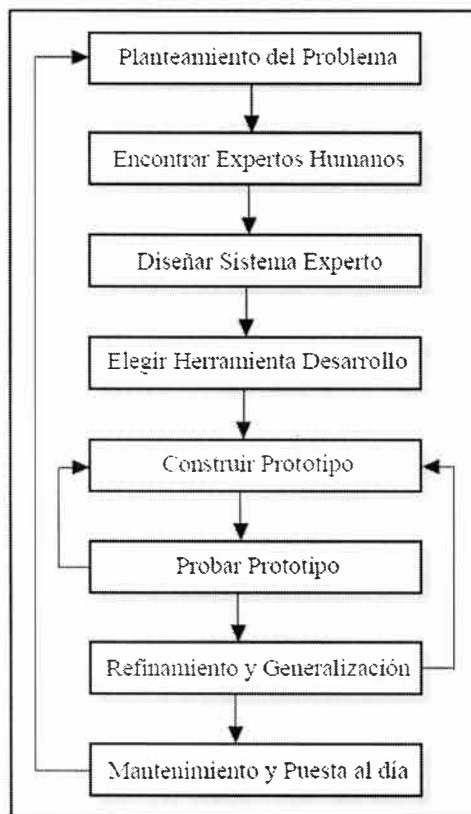 Planteamiento del Problema
Encontrar Expertos Humanos
Diseñar Sistema Experto
Elegir Herramienta Desarrollo
Construir Prototipo
Probar Prototipo
Refinamiento y Generalización
Mantenimiento y Puesta al día